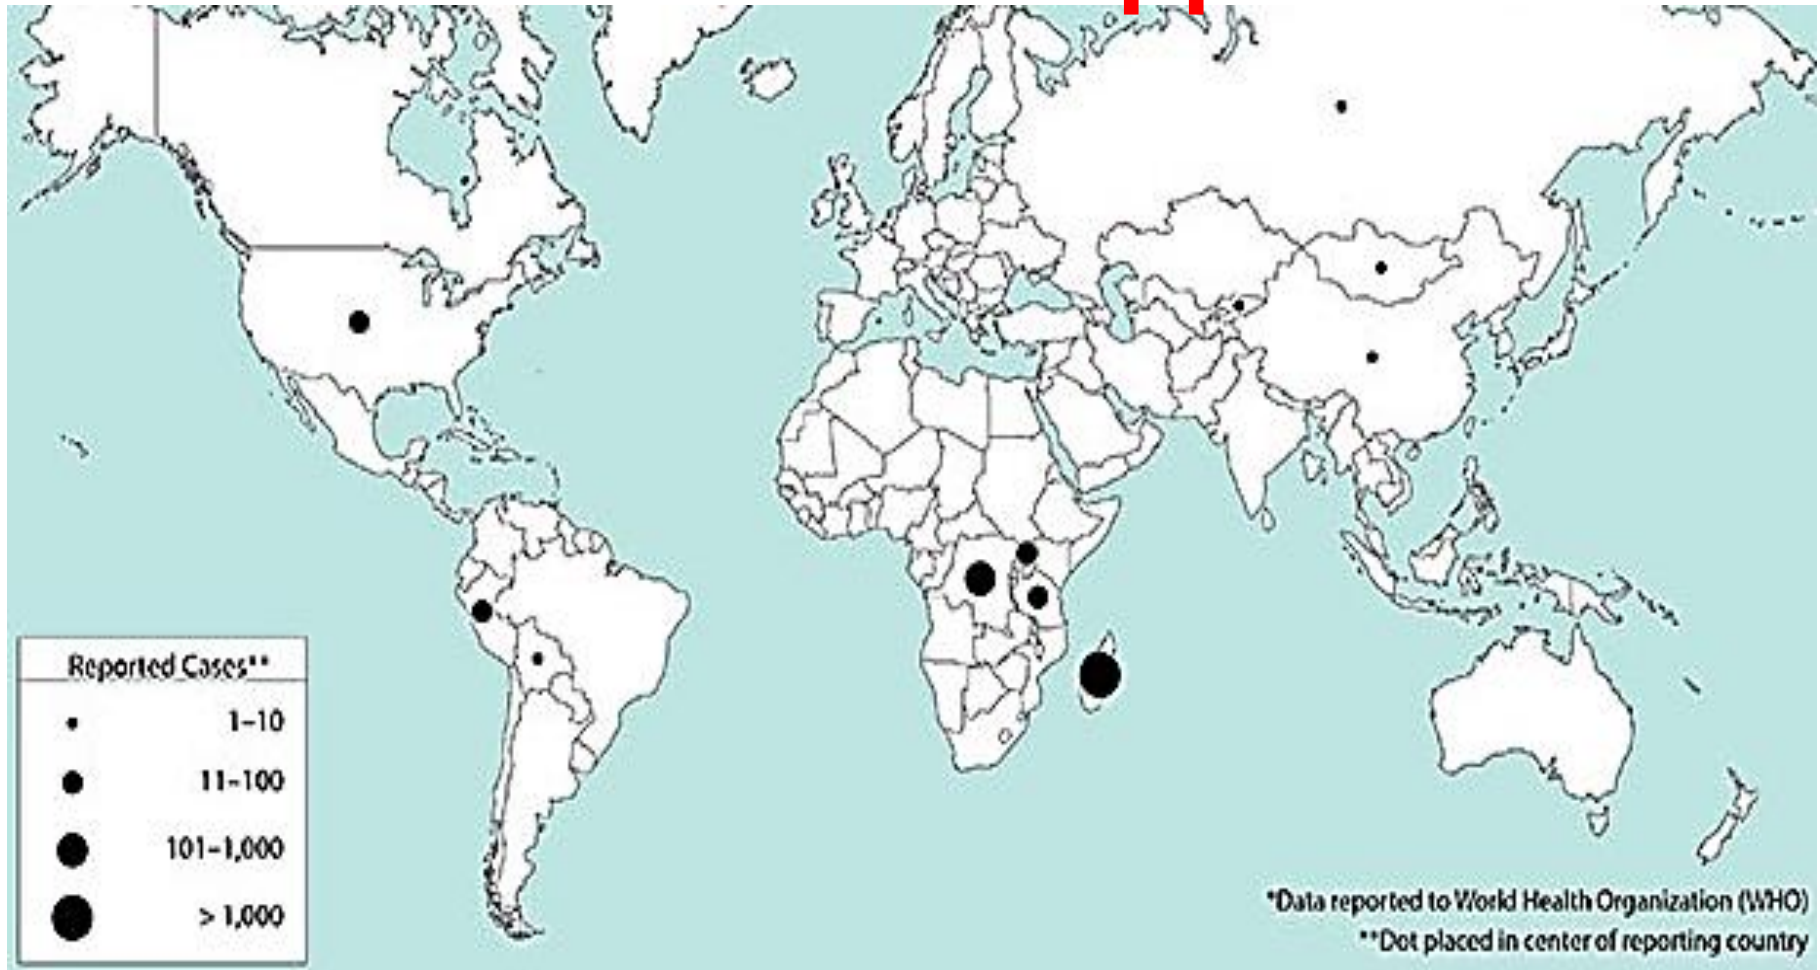 Reported Cases**
1-10
11-100
101-1,000
> 1,000
*Data reported to World Health Organization (WHO)
**Dot placed in center of reporting country